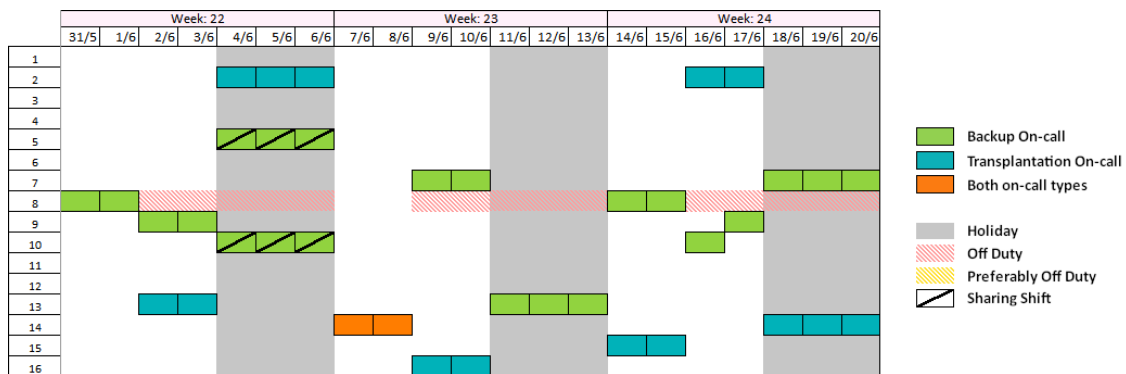 Week: 22 Week: 23 Week: 24
31/5 1/6 2/6 3/6 4/6 5/6 6/6 7/6 8/6 9/6 10/6 11/6 12/6 13/6 14/6 15/6 16/6 17/6 18/6 19/6 20/6
1
2
3
4
5
6
7
8
9
10
11
12
13
14
15
16
Backup On-call
Transplantation On-call
Both on-call types
Holiday
Off Duty
Preferably Off Duty
Sharing Shift